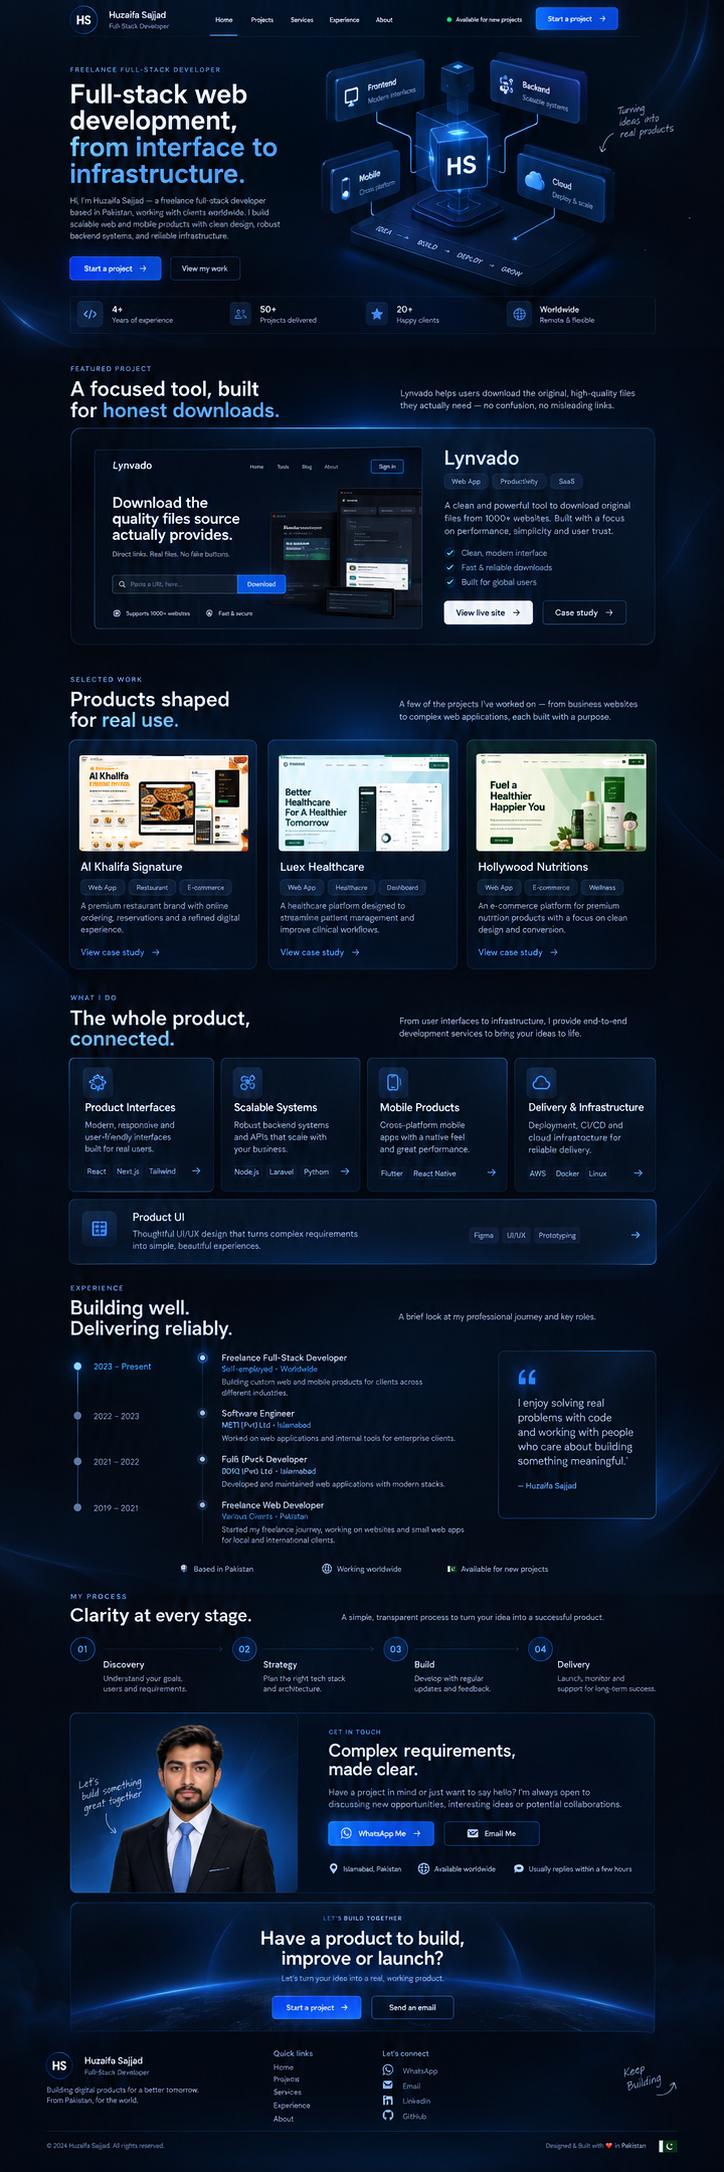 HS
Huzaifa Sajjad
Full-Stack Developer
Home
Projects
Services
Experience
About
Available for new projects
Start a project →
FREELANCE FULL-STACK DEVELOPER
Full-stack web
development,
from interface to
infrastructure.
Hi, I'm Huzaifa Sajjad — a freelance full-stack developer
based in Pakistan, working with clients worldwide. I build
scalable web and mobile products with clean design, robust
backend systems, and reliable infrastructure.
Start a project →
View my work
Frontend
Modern interfaces
Backend
Scalable systems
Mobile
Cross platform
Cloud
Deploy & scale
HS
IDEA → BUILD → DEPLOY → GROW
Turning
ideas into
real products
4+
Years of experience
50+
Projects delivered
20+
Happy clients
Worldwide
Remote & flexible
FEATURED PROJECT
A focused tool, built
for honest downloads.
Lynvado helps users download the original, high-quality files
they actually need — no confusion, no misleading links.
Lynvado
Home
Tools
Blog
About
Sign in
Download the
quality files source
actually provides.
Direct links. Real files. No fake buttons.
Paste a URL, here...
Download
Supports 1000+ websites
Fast & secure
Lynvado
Web App
Productivity
SaaS
A clean and powerful tool to download original
files from 1000+ websites. Built with a focus
on performance, simplicity and user trust.
Clean, modern interface
Fast & reliable downloads
Built for global users
View live site →
Case study →
SELECTED WORK
Products shaped
for real use.
A few of the projects I've worked on — from business websites
to complex web applications, each built with a purpose.
Al Khalifa
Al Khalifa Signature
Web App
Restaurant
E-commerce
A premium restaurant brand with online
ordering, reservations and a refined digital
experience.
View case study →
Better
Healthcare
For A Healthier
Tomorrow
Luex Healthcare
Web App
Healthcare
Dashboard
A healthcare platform designed to
streamline patient management and
improve clinical workflows.
View case study →
Fuel a
Healthier
Happier You
Hollywood Nutritions
Web App
E-commerce
Wellness
An e-commerce platform for premium
nutrition products with a focus on clean
design and conversion.
View case study →
WHAT I DO
The whole product,
connected.
From user interfaces to infrastructure, I provide end-to-end
development services to bring your ideas to life.
Product Interfaces
Modern, responsive and
user-friendly interfaces
built for real users.
React
Next.js
Tailwind
→
Scalable Systems
Robust backend systems
and APIs that scale with
your business.
Node.js
Laravel
Python
→
Mobile Products
Cross-platform mobile
apps with a native feel
and great performance.
Flutter
React Native
→
Delivery & Infrastructure
Deployment, CI/CD and
cloud infrastructure for
reliable delivery.
AWS
Docker
Linux
→
Product UI
Thoughtful UI/UX design that turns complex requirements
into simple, beautiful experiences.
Figma
UI/UX
Prototyping
→
EXPERIENCE
Building well.
Delivering reliably.
A brief look at my professional journey and key roles.
2023 – Present
Freelance Full-Stack Developer
Self-employed • Worldwide
Building custom web and mobile products for clients across
different industries.
2022 – 2023
Software Engineer
(Pvt) Ltd • Islamabad
Worked on web applications and internal tools for enterprise clients.
2021 – 2022
Developer
(Pvt) Ltd • Islamabad
Developed and maintained web applications with modern stacks.
2019 – 2021
Freelance Web Developer
Various Clients • Pakistan
Started my freelance journey, working on websites and small web apps
for local and international clients.
“
I enjoy solving real
problems with code
and working with people
who care about building
something meaningful.”
— Huzaifa Sajjad
Based in Pakistan
Working worldwide
Available for new projects
MY PROCESS
Clarity at every stage.
A simple, transparent process to turn your idea into a successful product.
01
Discovery
Understand your goals,
users and requirements.
02
Strategy
Plan the right tech stack
and architecture.
03
Build
Develop with regular
updates and feedback.
04
Delivery
Launch, monitor and
support for long-term success.
Let's
build something
great together
GET IN TOUCH
Complex requirements,
made clear.
Have a project in mind or just want to say hello? I'm always open to
discussing new opportunities, interesting ideas or potential collaborations.
WhatsApp Me →
Email Me
Islamabad, Pakistan
Available worldwide
Usually replies within a few hours
LET'S BUILD TOGETHER
Have a product to build,
improve or launch?
Let's turn your idea into a real, working product.
Start a project →
Send an email
HS
Huzaifa Sajjad
Full-Stack Developer
Building digital products for a better tomorrow.
From Pakistan, for the world.
Quick links
Home
Projects
Services
Experience
About
Let's connect
WhatsApp
Email
LinkedIn
GitHub
Keep
Building
© 2024 Huzaifa Sajjad. All rights reserved.
Designed & Built with ❤ in Pakistan